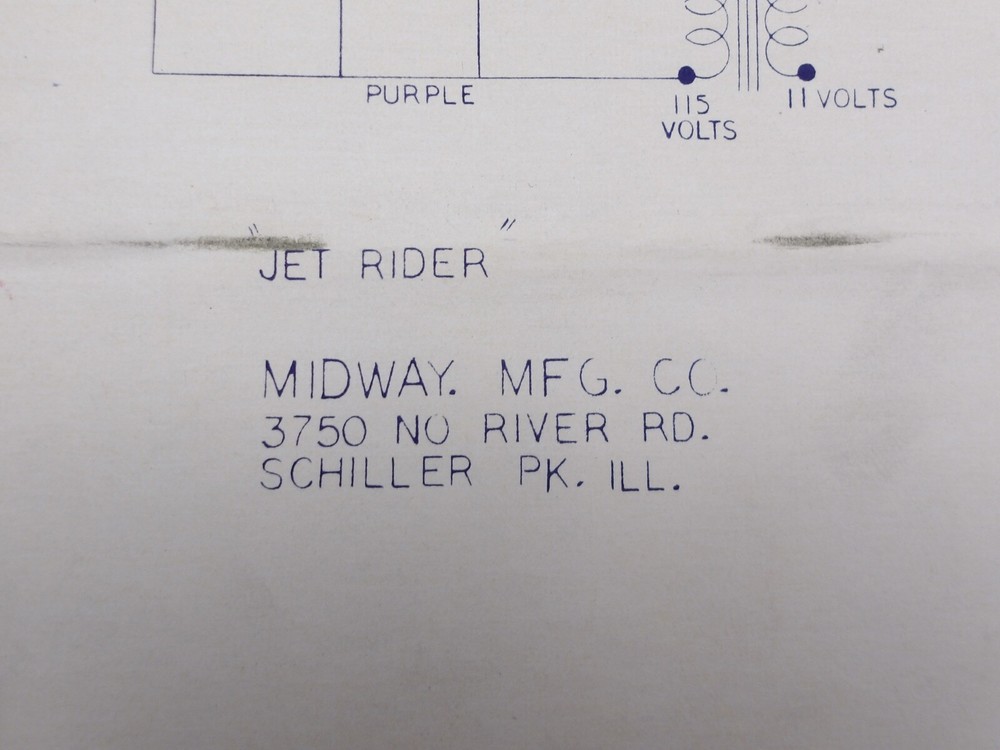 PURPLE
115 VOLTS
11 VOLTS
"JET RIDER"
MIDWAY. MFG. CO.
3750 NO RIVER RD.
SCHILLER PK. ILL.